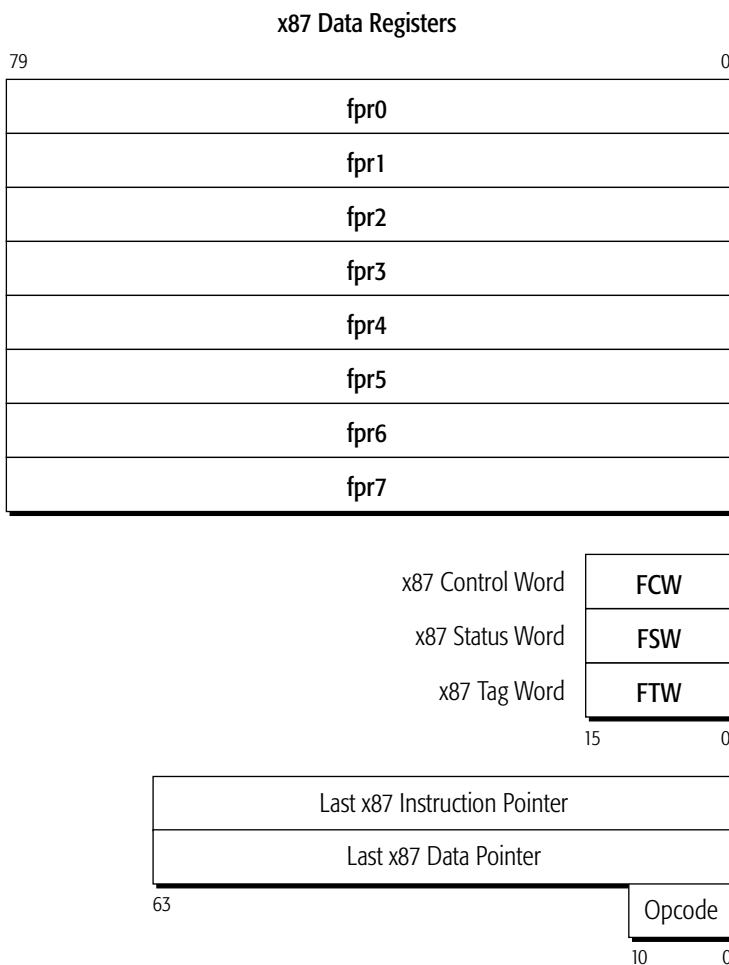 x87 Data Registers
79 0
fpr0
fpr1
fpr2
fpr3
fpr4
fpr5
fpr6
fpr7
x87 Control Word FCW
x87 Status Word FSW
x87 Tag Word FTW
15 0
Last x87 Instruction Pointer
Last x87 Data Pointer
63
Opcode
10 0